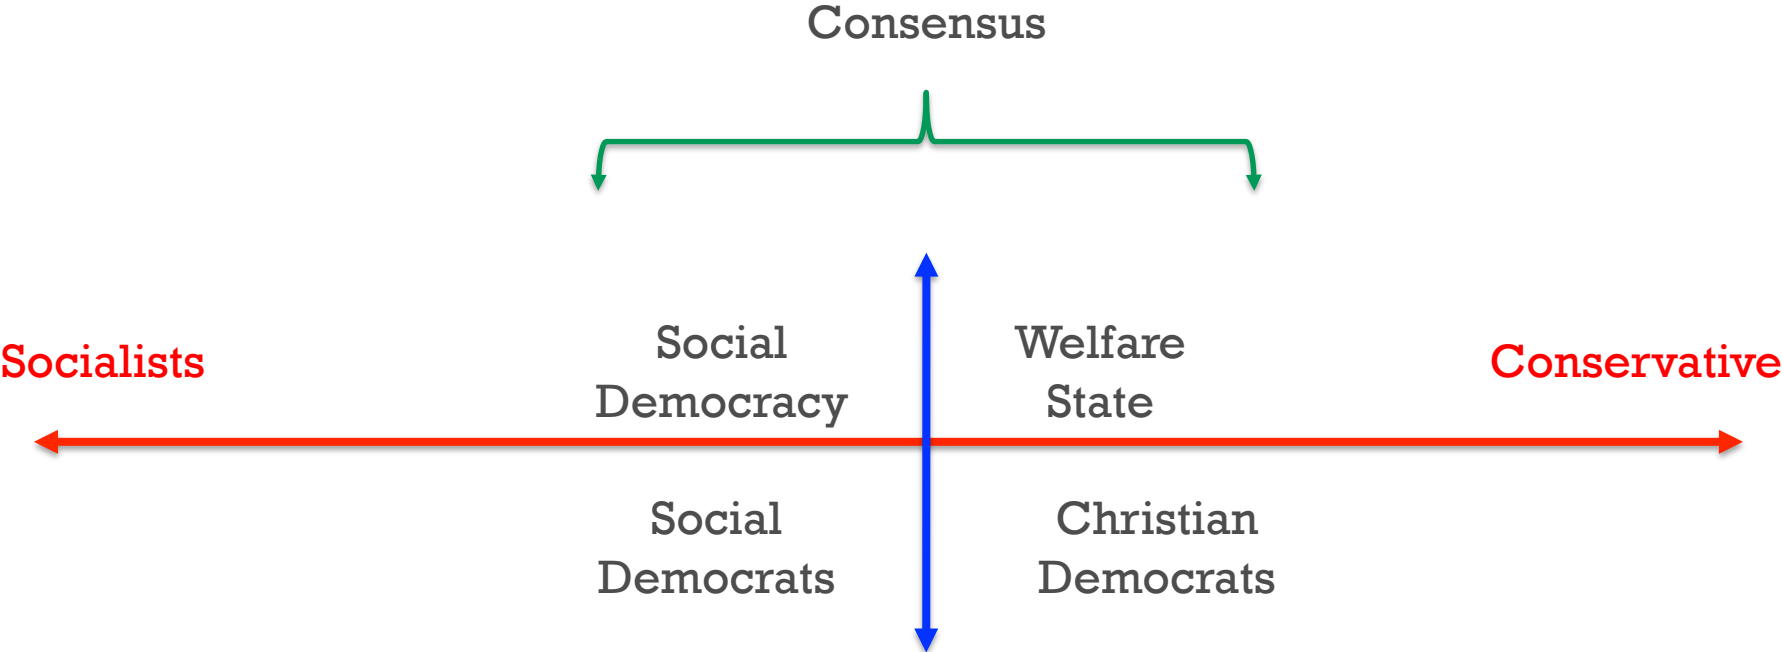 Consensus
Socialists
Social
Democracy
Welfare
State
Conservative
Social
Democrats
Christian
Democrats